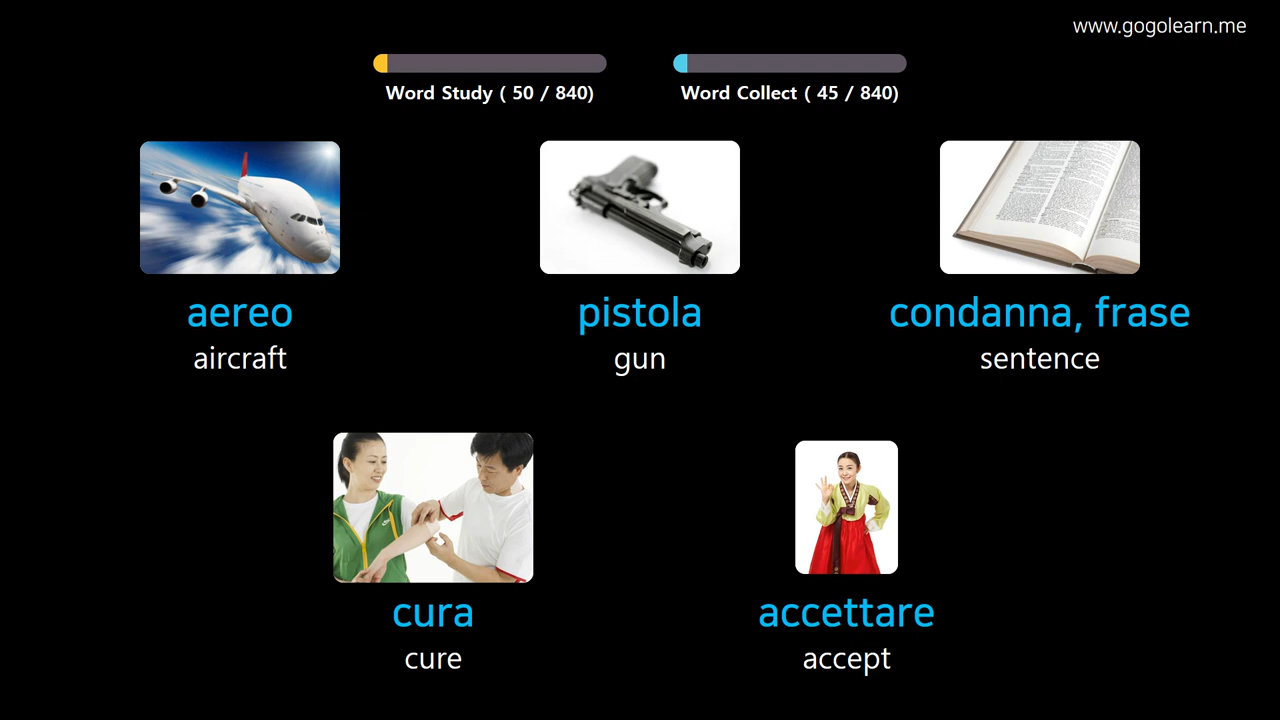 www.gogolearn.me
Word Study ( 50 / 840)
Word Collect ( 45 / 840)
aereo
aircraft
pistola
gun
condanna, frase
sentence
cura
cure
accettare
accept